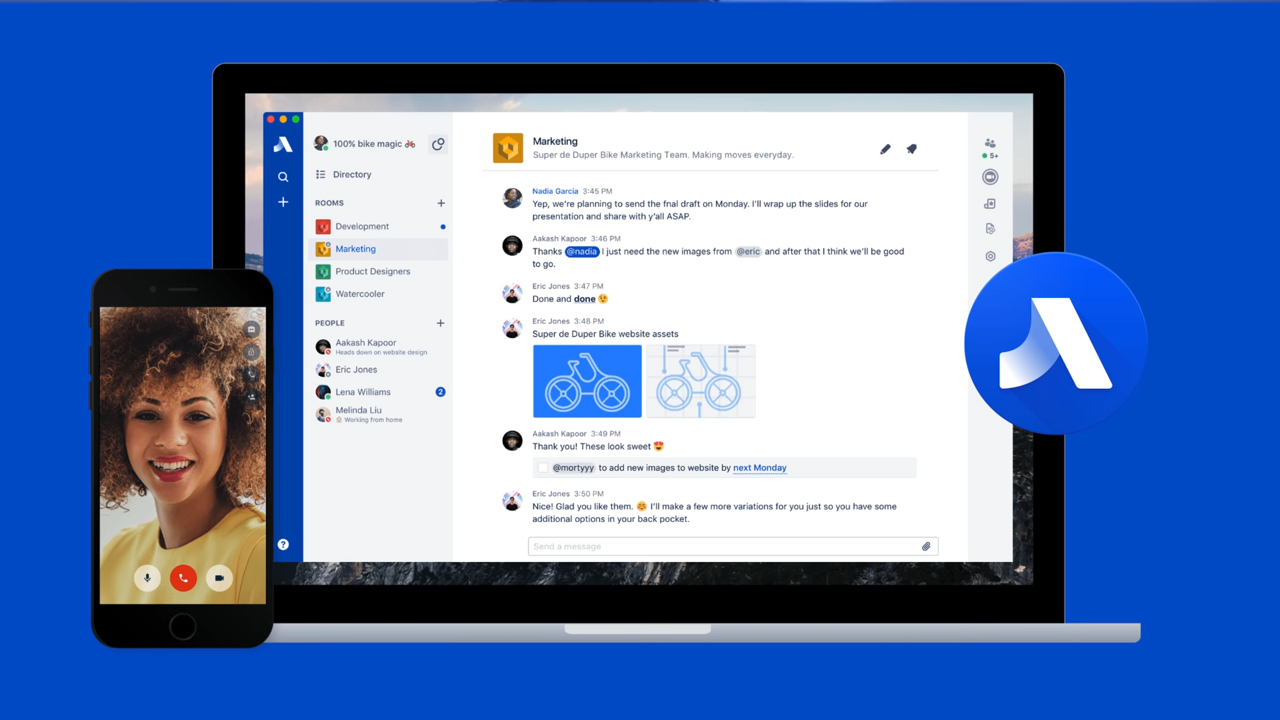 100% bike magic 🚲
Directory
ROOMS
Development
Marketing
Product Designers
Watercooler
PEOPLE
Aakash Kapoor
Heads down on website design
Eric Jones
Lena Williams
2
Melinda Liu
🏠 Working from home
?
Marketing
Super de Duper Bike Marketing Team. Making moves everyday.
Nadia Garcia 3:45 PM
Yep, we're planning to send the fnal draft on Monday. I'll wrap up the slides for our
presentation and share with y'all ASAP.
Aakash Kapoor 3:46 PM
Thanks @nadia I just need the new images from @eric and after that I think we'll be good
to go.
Eric Jones 3:47 PM
Done and done 😉
Eric Jones 3:48 PM
Super de Duper Bike website assets
Aakash Kapoor 3:49 PM
Thank you! These look sweet 😍
@mortyyy to add new images to website by next Monday
Eric Jones 3:50 PM
Nice! Glad you like them. ☺️ I'll make a few more variations for you just so you have some
additional options in your back pocket.
Send a message
5+